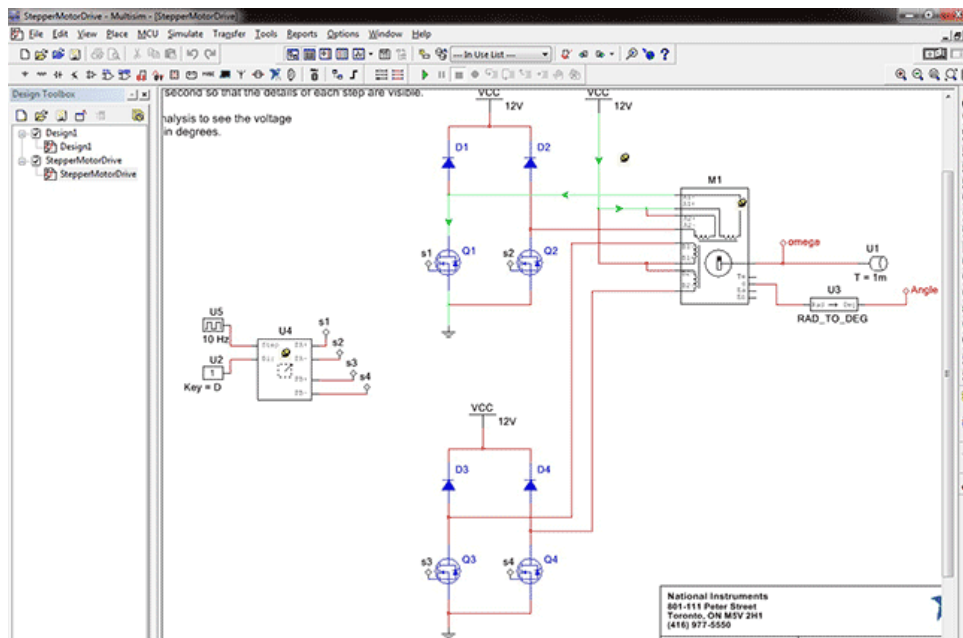 StepperMotorDrive - Multisim - [StepperMotorDrive]
File Edit View Place MCU Simulate Transfer Tools Reports Options Window Help
--- In Use List ---
Design Toolbox
Design1
Design1
StepperMotorDrive
StepperMotorDrive
second so that the details of each step are visible.
nalysis to see the voltage
in degrees.
VCC
12V
VCC
12V
D1
D2
M1
s1
Q1
s2
Q2
omega
U1
T = 1m
U3
Angle
Rad → Deg
RAD_TO_DEG
U5
10 Hz
U2
1
Key = D
U4
Step
s1
s2
s3
s4
VCC
12V
D3
D4
s3
Q3
s4
Q4
National Instruments
801-111 Peter Street
Toronto, ON M5V 2H1
(416) 977-5550